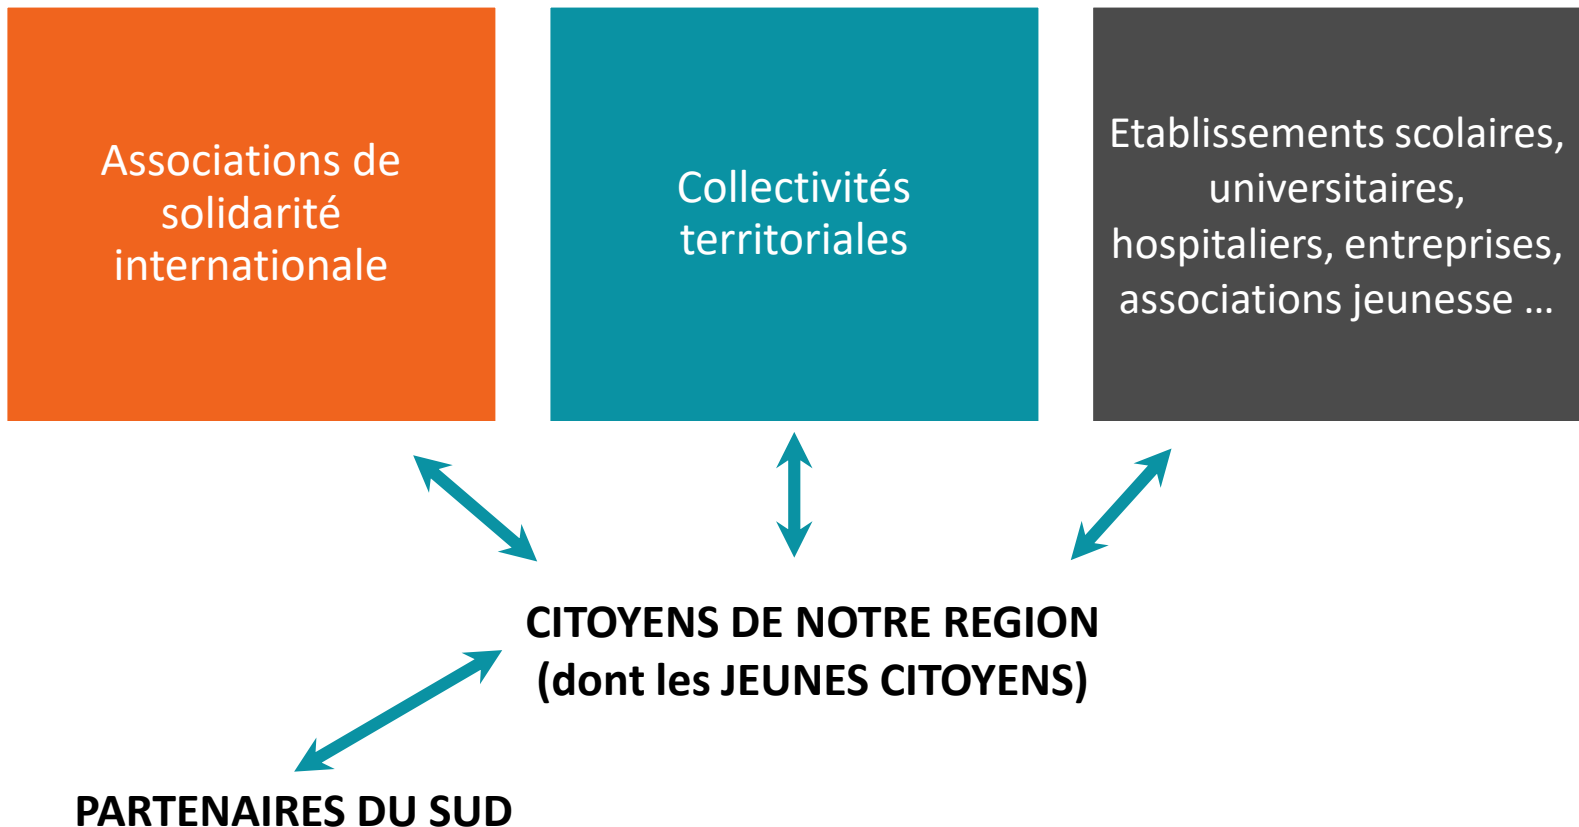 Associations de
solidarité
internationale
Collectivités
territoriales
Etablissements scolaires,
universitaires,
hospitaliers, entreprises,
associations jeunesse …
CITOYENS DE NOTRE REGION
(dont les JEUNES CITOYENS)
PARTENAIRES DU SUD